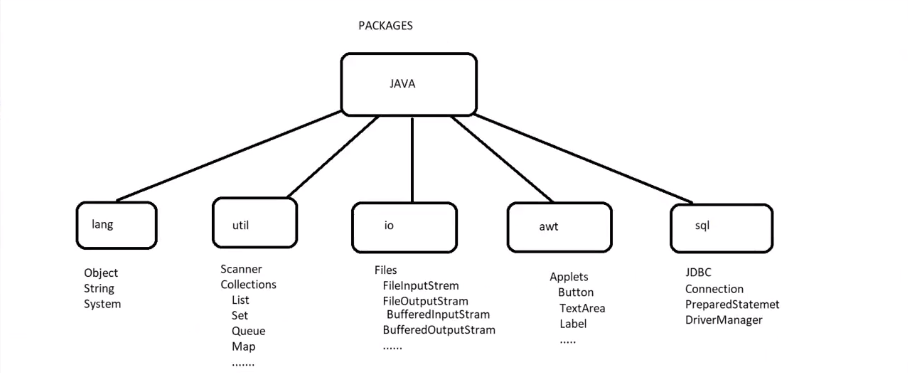 PACKAGES
JAVA
lang
util
io
awt
sql
Object
String
System
Scanner
Collections
List
Set
Queue
Map
.......
Files
FileInputStrem
FileOutputStram
BufferedInputStram
BufferedOutputStram
......
Applets
Button
TextArea
Label
.....
JDBC
Connection
PreparedStatemet
DriverManager